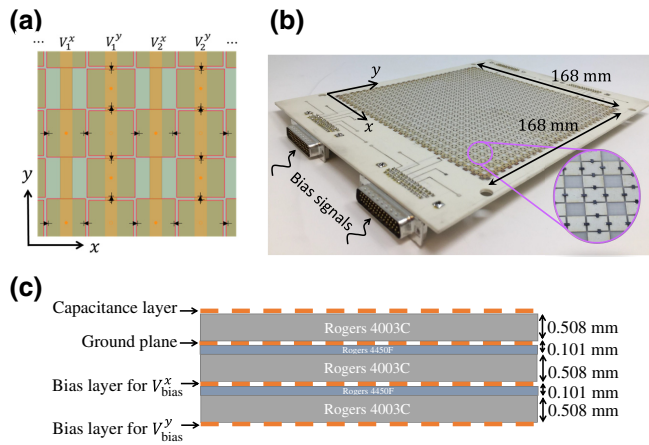 (a)
... V₁ˣ V₁ʸ V₂ˣ V₂ʸ ...
y
x
(b)
y
x
168 mm
168 mm
Bias signals
(c)
Capacitance layer
Rogers 4003C
0.508 mm
Ground plane
Rogers 4450F
0.101 mm
Rogers 4003C
0.508 mm
Bias layer for Vˣbias
Rogers 4450F
0.101 mm
Rogers 4003C
0.508 mm
Bias layer for Vʸbias